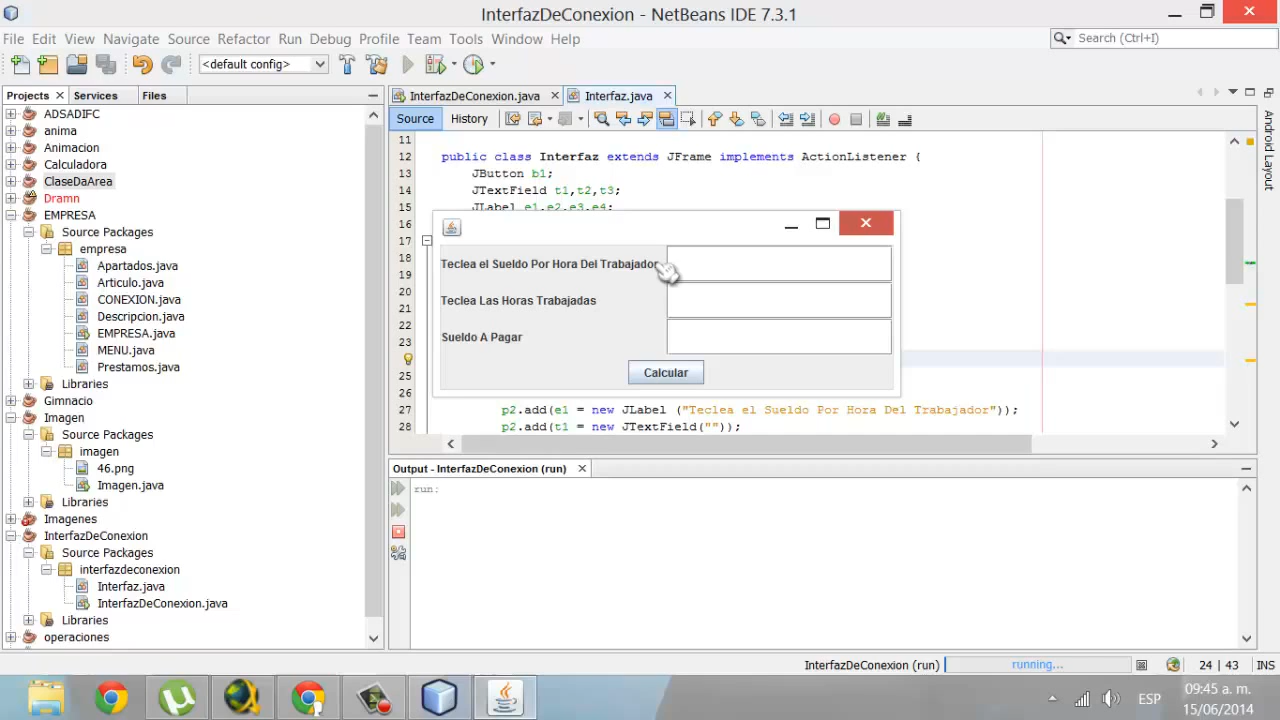 InterfazDeConexion - NetBeans IDE 7.3.1
File Edit View Navigate Source Refactor Run Debug Profile Team Tools Window Help
Search (Ctrl+I)
<default config>
Projects Services Files
ADSADIFC
anima
Animacion
Calculadora
ClaseDaArea
Dramn
EMPRESA
Source Packages
empresa
Apartados.java
Articulo.java
CONEXION.java
Descripcion.java
EMPRESA.java
MENU.java
Prestamos.java
Libraries
Gimnacio
Imagen
Source Packages
imagen
46.png
Imagen.java
Libraries
Imagenes
InterfazDeConexion
Source Packages
interfazdeconexion
Interfaz.java
InterfazDeConexion.java
Libraries
operaciones
InterfazDeConexion.java Interfaz.java
Source History
11
12 public class Interfaz extends JFrame implements ActionListener {
13 JButton b1;
14 JTextField t1,t2,t3;
15 JLabel e1,e2,e3,e4;
16
17
18
19
20
21
22
23
25
26
27 p2.add(e1 = new JLabel ("Teclea el Sueldo Por Hora Del Trabajador"));
28 p2.add(t1 = new JTextField(""));
Teclea el Sueldo Por Hora Del Trabajador
Teclea Las Horas Trabajadas
Sueldo A Pagar
Calcular
Android Layout
Output - InterfazDeConexion (run)
run:
InterfazDeConexion (run) running... 24 | 43 INS
ESP
09:45 a. m.
15/06/2014